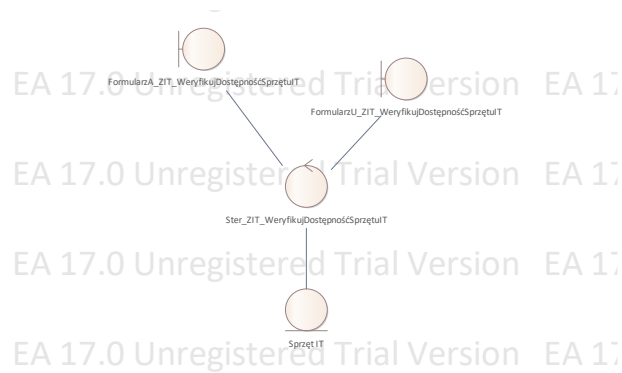 EA 17.0 Unregistered Trial Version EA 17
FormularzA_ZIT_WeryfikujDostępnośćSprzętuIT
FormularzU_ZIT_WeryfikujDostępnośćSprzętuIT
EA 17.0 Unregistered Trial Version EA 17
Ster_ZIT_WeryfikujDostępnośćSprzętuIT
EA 17.0 Unregistered Trial Version EA 17
Sprzęt IT
EA 17.0 Unregistered Trial Version EA 17